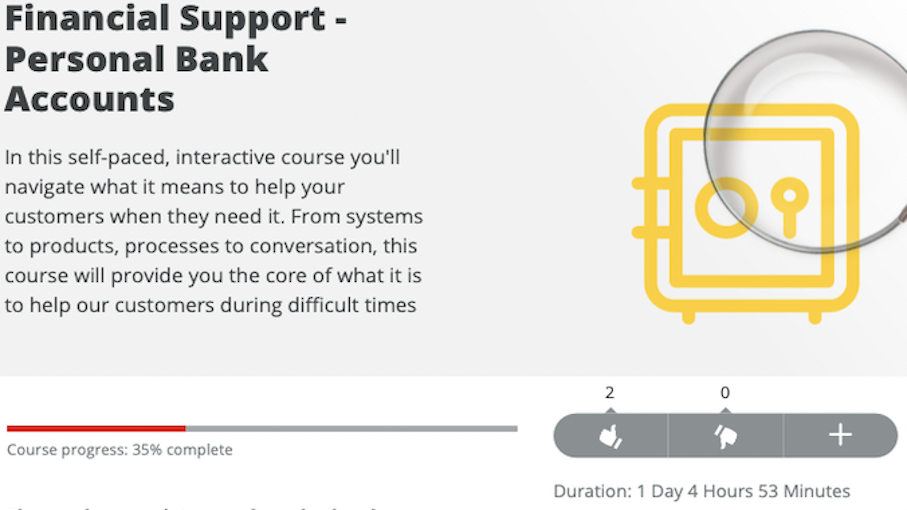 Financial Support -
Personal Bank
Accounts
In this self-paced, interactive course you'll
navigate what it means to help your
customers when they need it. From systems
to products, processes to conversation, this
course will provide you the core of what it is
to help our customers during difficult times
2 0
Course progress: 35% complete
Duration: 1 Day 4 Hours 53 Minutes